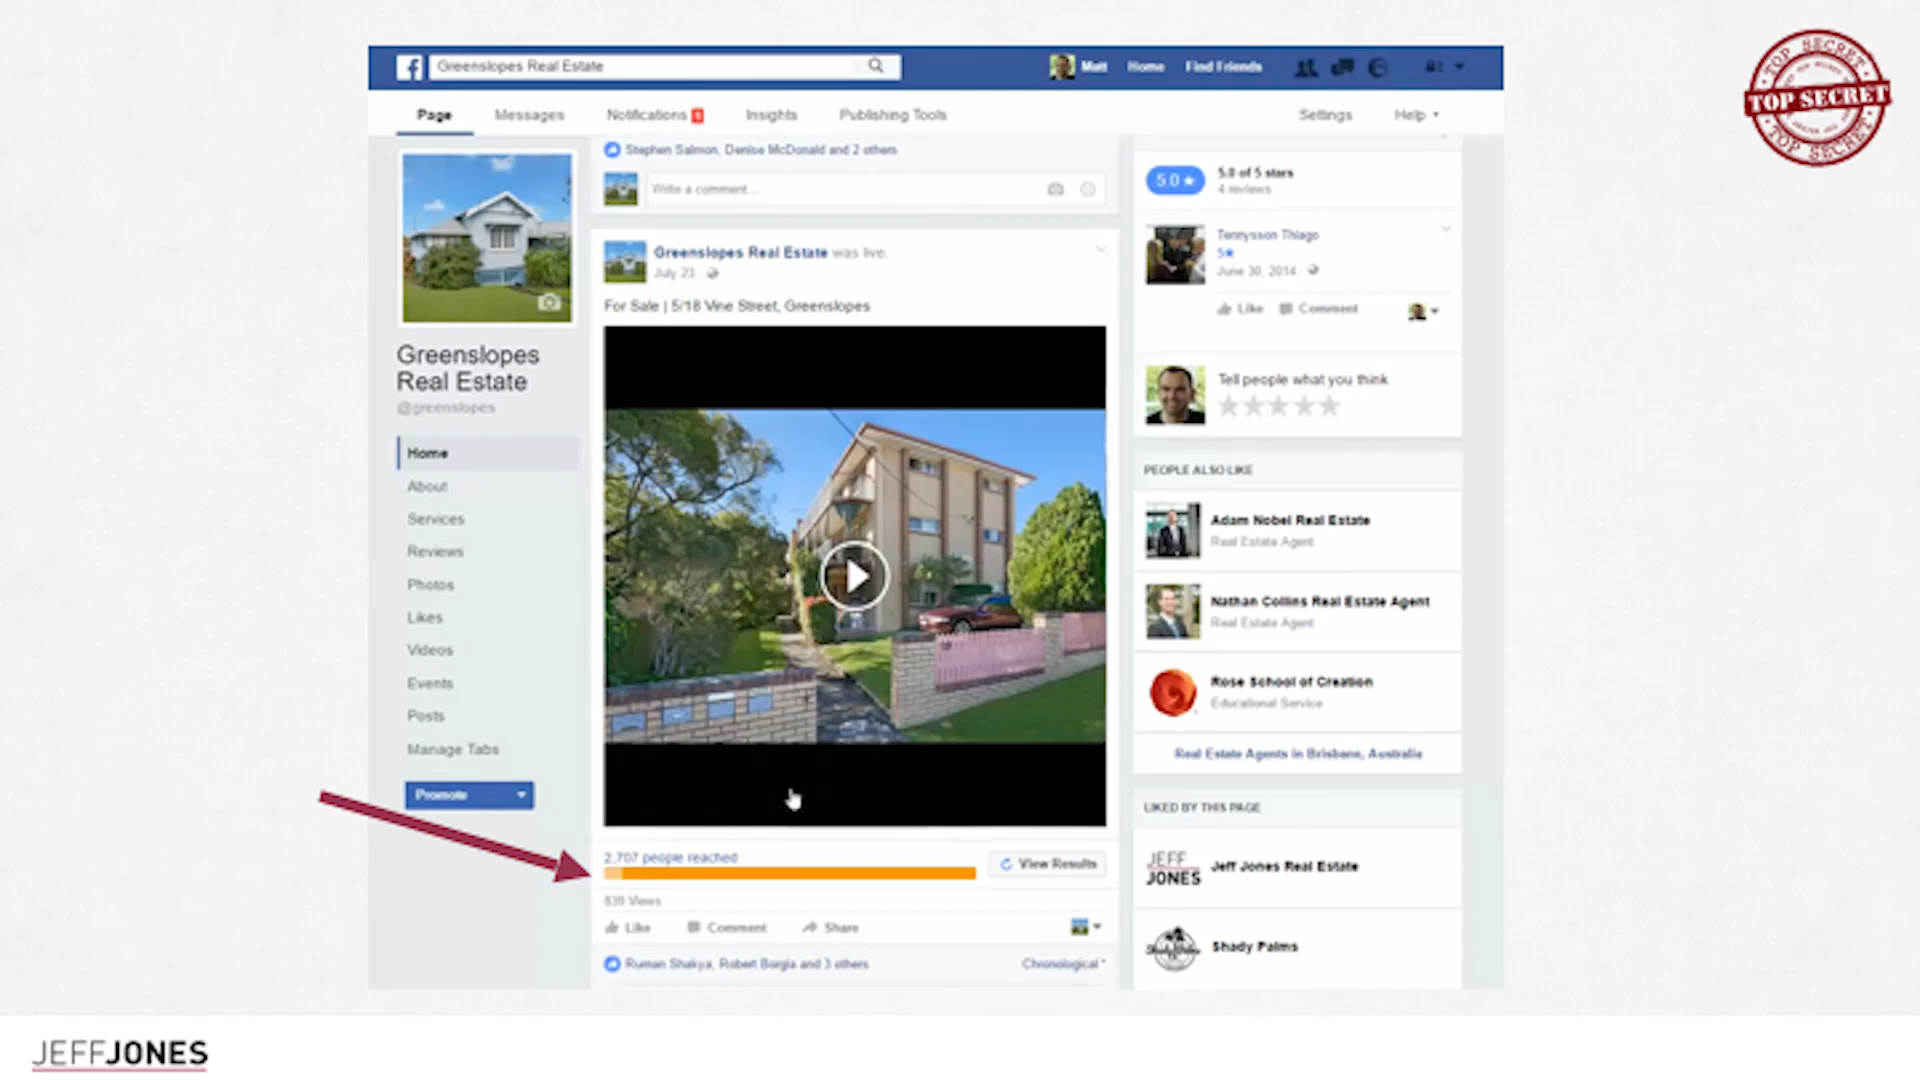 Greenslopes Real Estate
Matt Home Find Friends
Page Messages Notifications Insights Publishing Tools Settings Help
TOP SECRET
TOP SECRET
TOP SECRET
Stephen Salmon, Denise McDonald and 2 others
Write a comment...
Greenslopes Real Estate was live.
July 23
For Sale | 5/18 Vine Street, Greenslopes
Greenslopes
Real Estate
@greenslopes
Home
About
Services
Reviews
Photos
Likes
Videos
Events
Posts
Manage Tabs
Promote
2,707 people reached
View Results
839 Views
Like Comment Share
Ruman Shakya, Robert Borgia and 3 others
Chronological
5.0
5.0 of 5 stars
4 reviews
Tennysson Thiago
5
June 30, 2014
Like Comment
Tell people what you think
PEOPLE ALSO LIKE
Adam Nobel Real Estate
Real Estate Agent
Nathan Collins Real Estate Agent
Real Estate Agent
Rose School of Creation
Educational Service
Real Estate Agents in Brisbane, Australia
LIKED BY THIS PAGE
JEFF
JONES
Jeff Jones Real Estate
Shady Palms
JEFFJONES